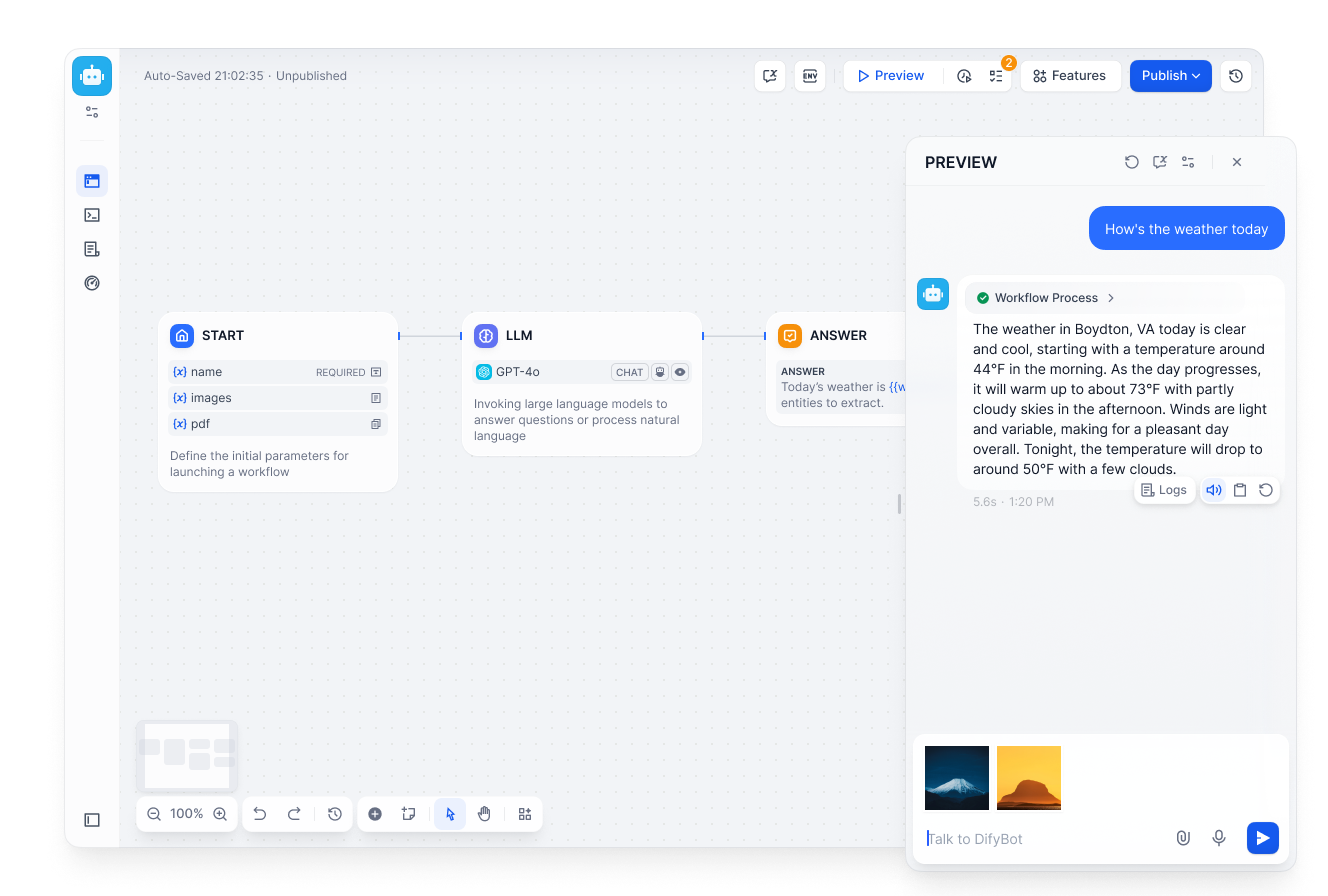 Auto-Saved 21:02:35 · Unpublished
ENV
Preview
2
Features
Publish
START
{x} name
REQUIRED
{x} images
{x} pdf
Define the initial parameters for
launching a workflow
LLM
GPT-4o
CHAT
Invoking large language models to
answer questions or process natural
language
ANSWER
ANSWER
Today's weather is {{w
entities to extract.
100%
PREVIEW
How's the weather today
Workflow Process
The weather in Boydton, VA today is clear
and cool, starting with a temperature around
44°F in the morning. As the day progresses,
it will warm up to about 73°F with partly
cloudy skies in the afternoon. Winds are light
and variable, making for a pleasant day
overall. Tonight, the temperature will drop to
around 50°F with a few clouds.
Logs
5.6s · 1:20 PM
Talk to DifyBot